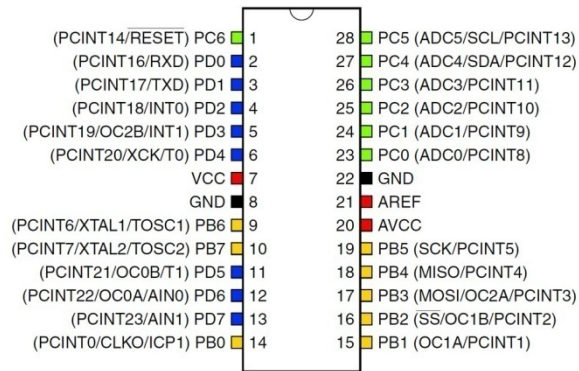 (PCINT14/RESET) PC6 1 28 PC5 (ADC5/SCL/PCINT13)
(PCINT16/RXD) PD0 2 27 PC4 (ADC4/SDA/PCINT12)
(PCINT17/TXD) PD1 3 26 PC3 (ADC3/PCINT11)
(PCINT18/INT0) PD2 4 25 PC2 (ADC2/PCINT10)
(PCINT19/OC2B/INT1) PD3 5 24 PC1 (ADC1/PCINT9)
(PCINT20/XCK/T0) PD4 6 23 PC0 (ADC0/PCINT8)
VCC 7 22 GND
GND 8 21 AREF
(PCINT6/XTAL1/TOSC1) PB6 9 20 AVCC
(PCINT7/XTAL2/TOSC2) PB7 10 19 PB5 (SCK/PCINT5)
(PCINT21/OC0B/T1) PD5 11 18 PB4 (MISO/PCINT4)
(PCINT22/OC0A/AIN0) PD6 12 17 PB3 (MOSI/OC2A/PCINT3)
(PCINT23/AIN1) PD7 13 16 PB2 (SS/OC1B/PCINT2)
(PCINT0/CLKO/ICP1) PB0 14 15 PB1 (OC1A/PCINT1)